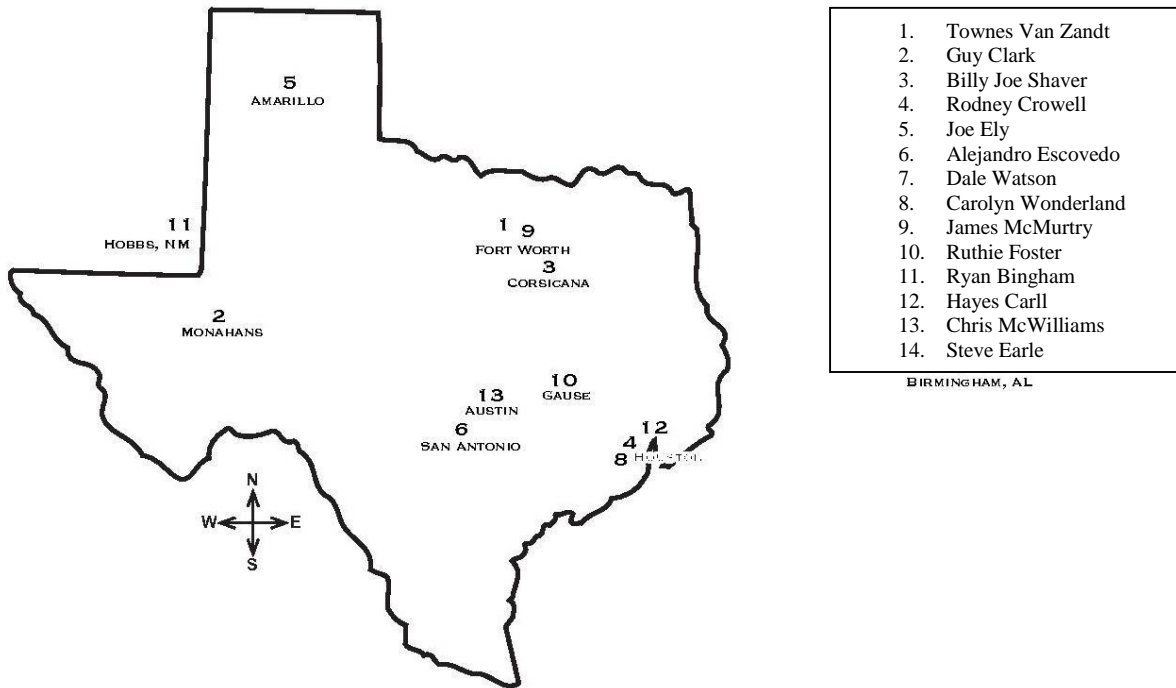 5
AMARILLO
11
HOBBS, NM
1
9
FORT WORTH
3
CORSICANA
2
MONAHANS
10
GAUSE
13
AUSTIN
6
SAN ANTONIO
12
4
8
HOUSTON
N
W
E
S
1. Townes Van Zandt
2. Guy Clark
3. Billy Joe Shaver
4. Rodney Crowell
5. Joe Ely
6. Alejandro Escovedo
7. Dale Watson
8. Carolyn Wonderland
9. James McMurtry
10. Ruthie Foster
11. Ryan Bingham
12. Hayes Carll
13. Chris McWilliams
14. Steve Earle
BIRMINGHAM, AL